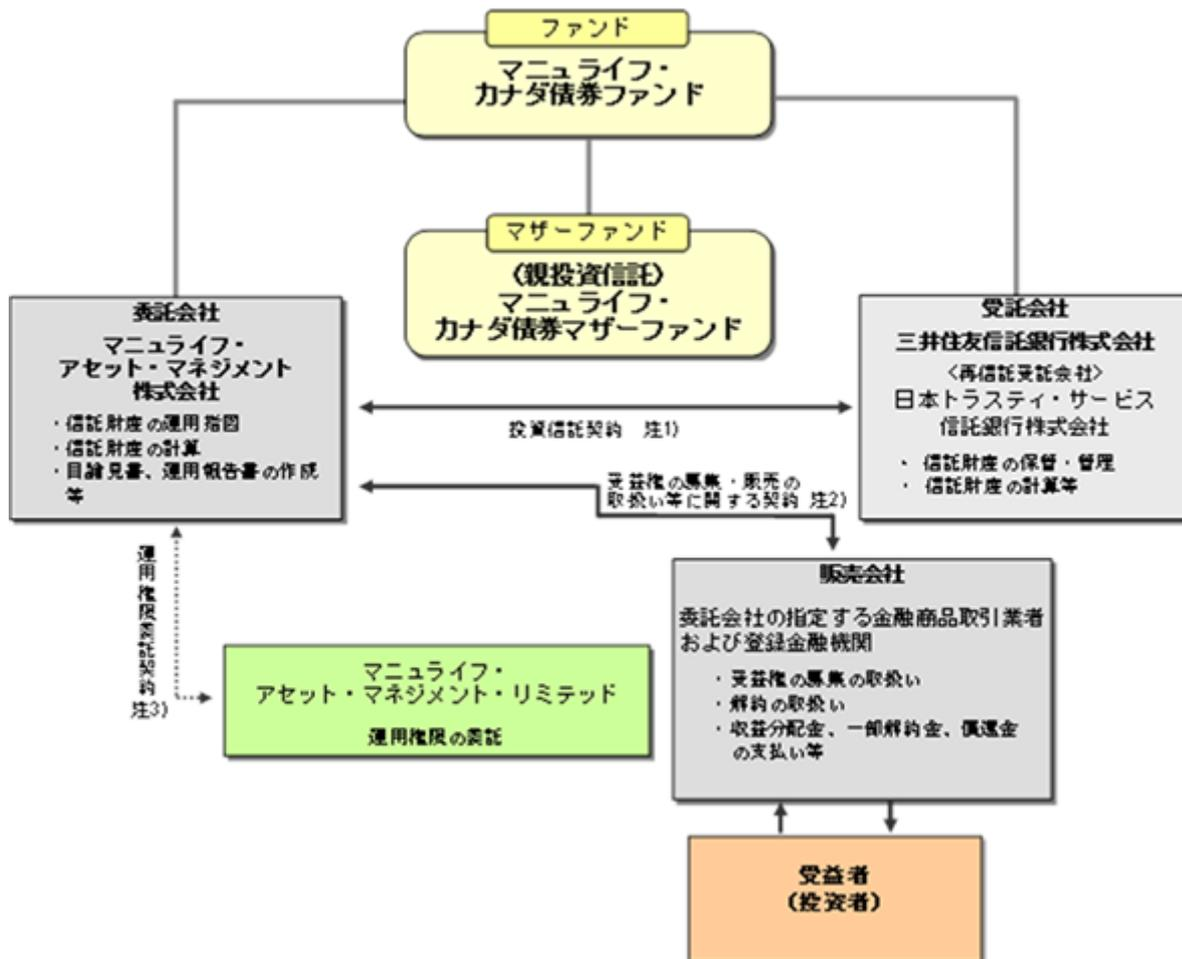 ファンド
マニュライフ・
カナダ債券ファンド
マザーファンド
〈親投資信託〉
マニュライフ・
カナダ債券マザーファンド
委託会社
マニュライフ・
アセット・マネジメント
株式会社
・信託財産の運用指図
・信託財産の計算
・目論見書、運用報告書の作成
等
受託会社
三井住友信託銀行株式会社
〈再信託受託会社〉
日本トラスティ・サービス
信託銀行株式会社
・ 信託財産の保管・管理
・ 信託財産の計算等
投資信託契約 注1)
受益権の募集・販売の
取扱い等に関する契約 注2)
運用権限委託契約
注3)
マニュライフ・
アセット・マネジメント・リミテッド
運用権限の委託
販売会社
委託会社の指定する金融商品取引業者
および登録金融機関
・受益権の募集の取扱い
・解約の取扱い
・収益分配金、一部解約金、償還金
の支払い等
受益者
(投資者)